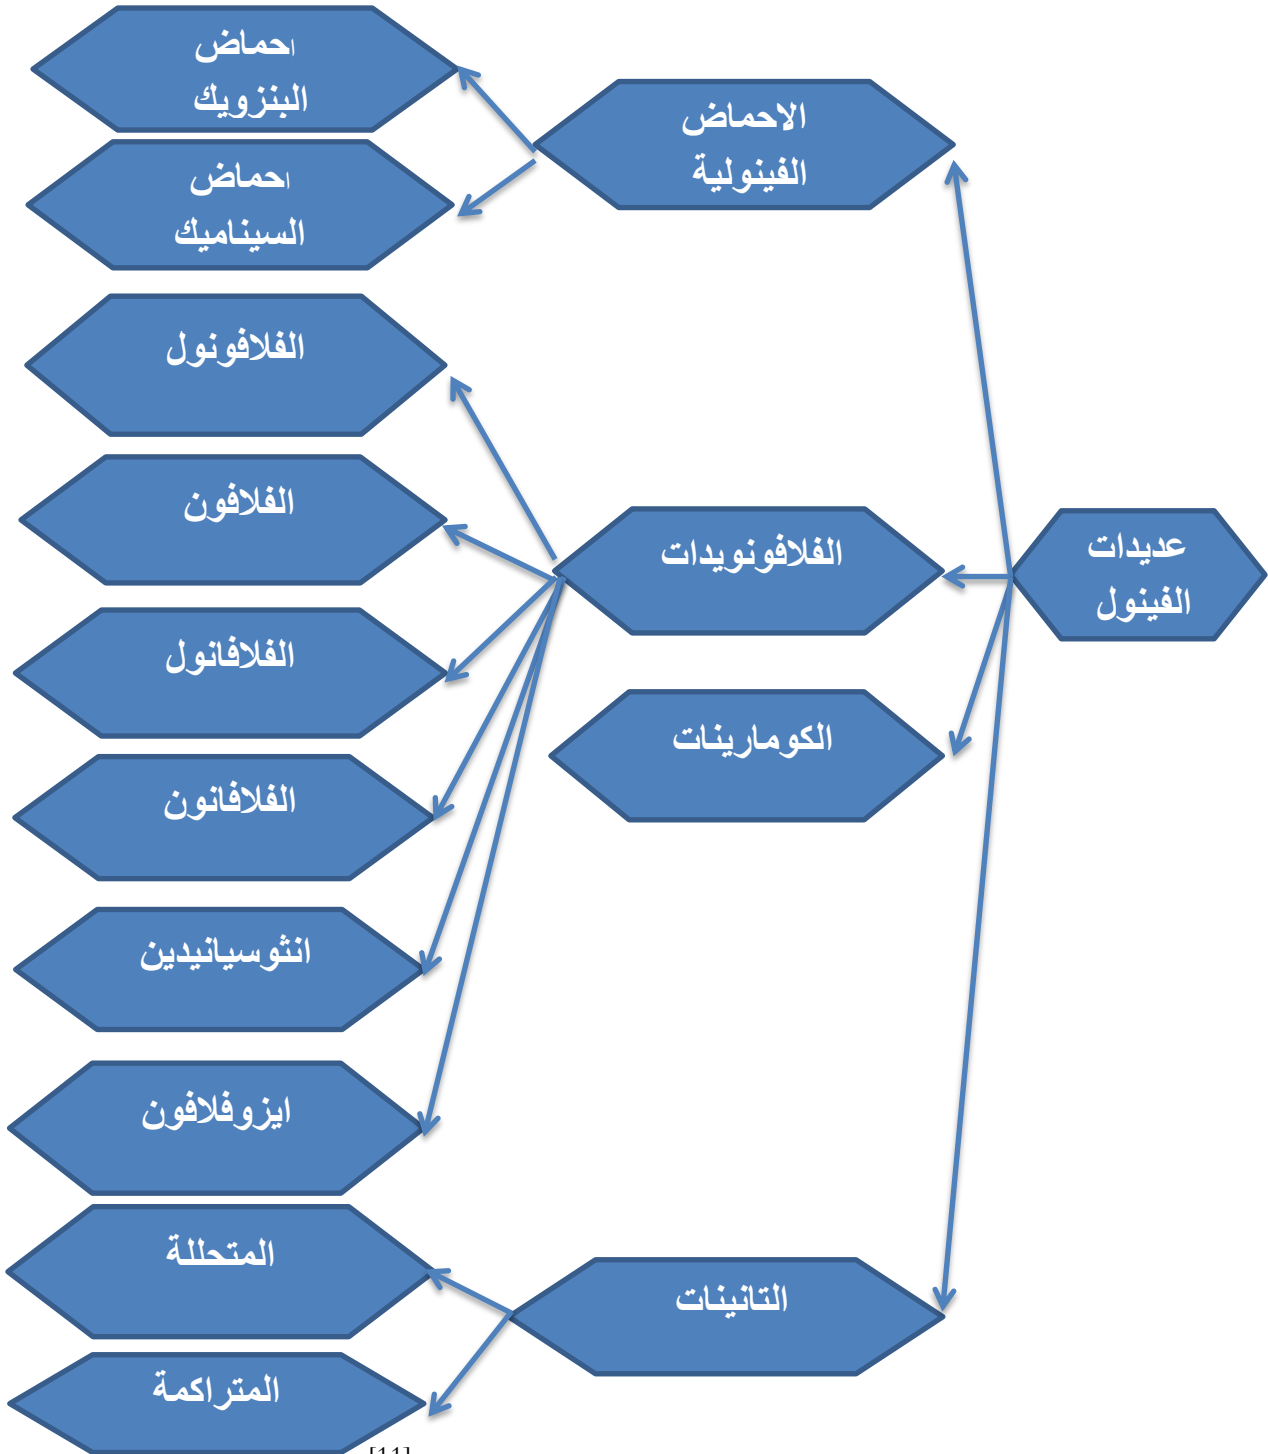 عديدات
الفينول
الاحماض
الفينولية
احماض
البنزويك
احماض
السيناميك
الفلافونويدات
الفلافونول
الفلافون
الفلافانول
الفلافانون
انثوسيانيدين
ايزوفلافون
الكومارينات
التانينات
المتحللة
المتراكمة
[11]